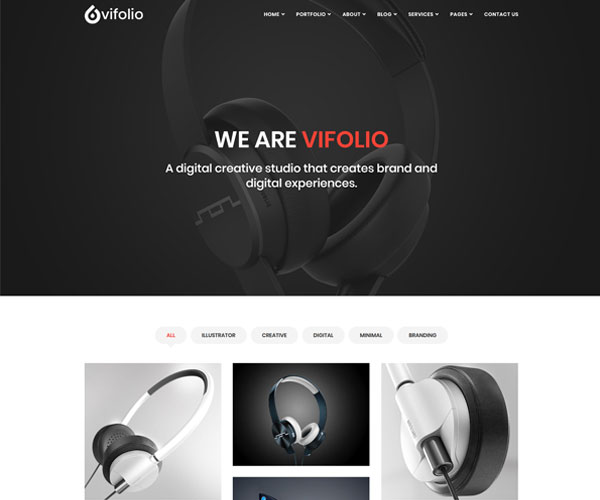 vifolio
HOME PORTFOLIO ABOUT BLOG SERVICES PAGES CONTACT US
WE ARE VIFOLIO
A digital creative studio that creates brand and
digital experiences.
ALL ILLUSTRATOR CREATIVE DIGITAL MINIMAL BRANDING